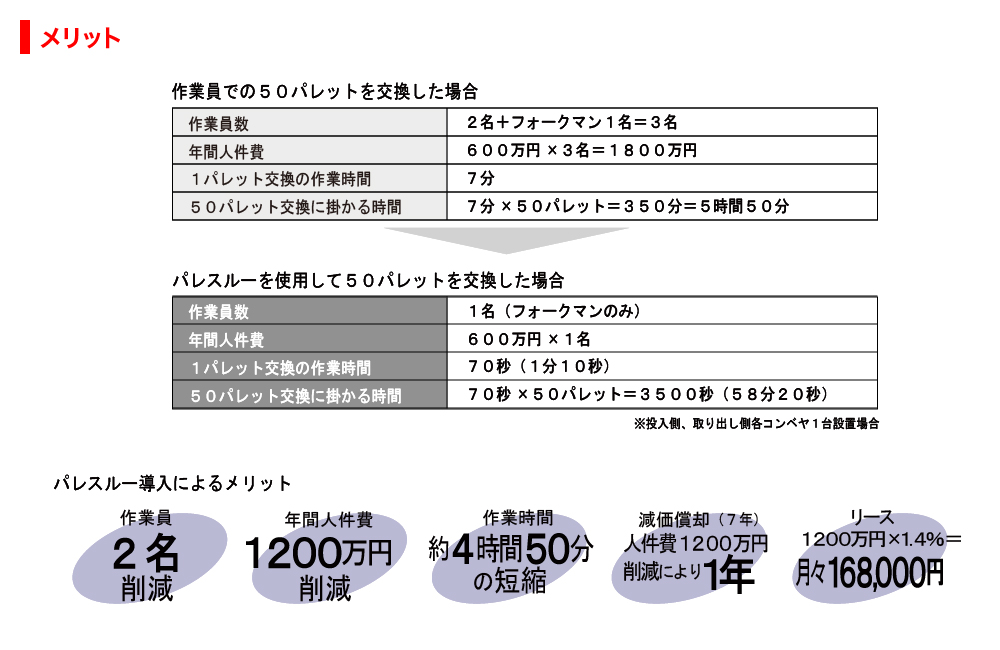 メリット
作業員での５０パレットを交換した場合
作業員数　２名＋フォークマン１名＝３名
年間人件費　６００万円×３名＝１８００万円
１パレット交換の作業時間　７分
５０パレット交換に掛かる時間　７分×５０パレット＝３５０分＝５時間５０分
パレスルーを使用して５０パレットを交換した場合
作業員数　１名（フォークマンのみ）
年間人件費　６００万円×１名
１パレット交換の作業時間　７０秒（１分１０秒）
５０パレット交換に掛かる時間　７０秒×５０パレット＝３５００秒（５８分２０秒）
※投入側、取り出し側各コンベヤ１台設置場合
パレスルー導入によるメリット
作業員
2名
削減
年間人件費
1200万円
削減
作業時間
約4時間50分
の短縮
減価償却（７年）
人件費1200万円
削減により1年
リース
1200万円×1.4%＝
月々168,000円